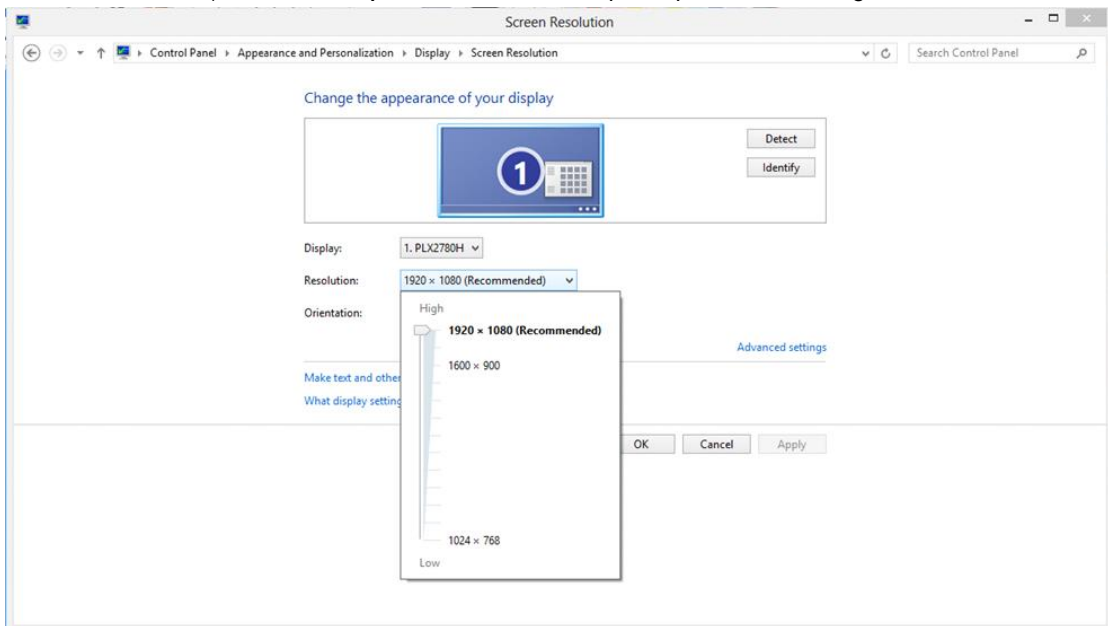 Screen Resolution
Control Panel Appearance and Personalization Display Screen Resolution Search Control Panel
Change the appearance of your display
1
Detect
Identify
Display: 1. PLX2780H
Resolution: 1920 × 1080 (Recommended)
Orientation:
High
1920 × 1080 (Recommended)
Advanced settings
1600 × 900
Make text and other
What display setting
OK Cancel Apply
1024 × 768
Low